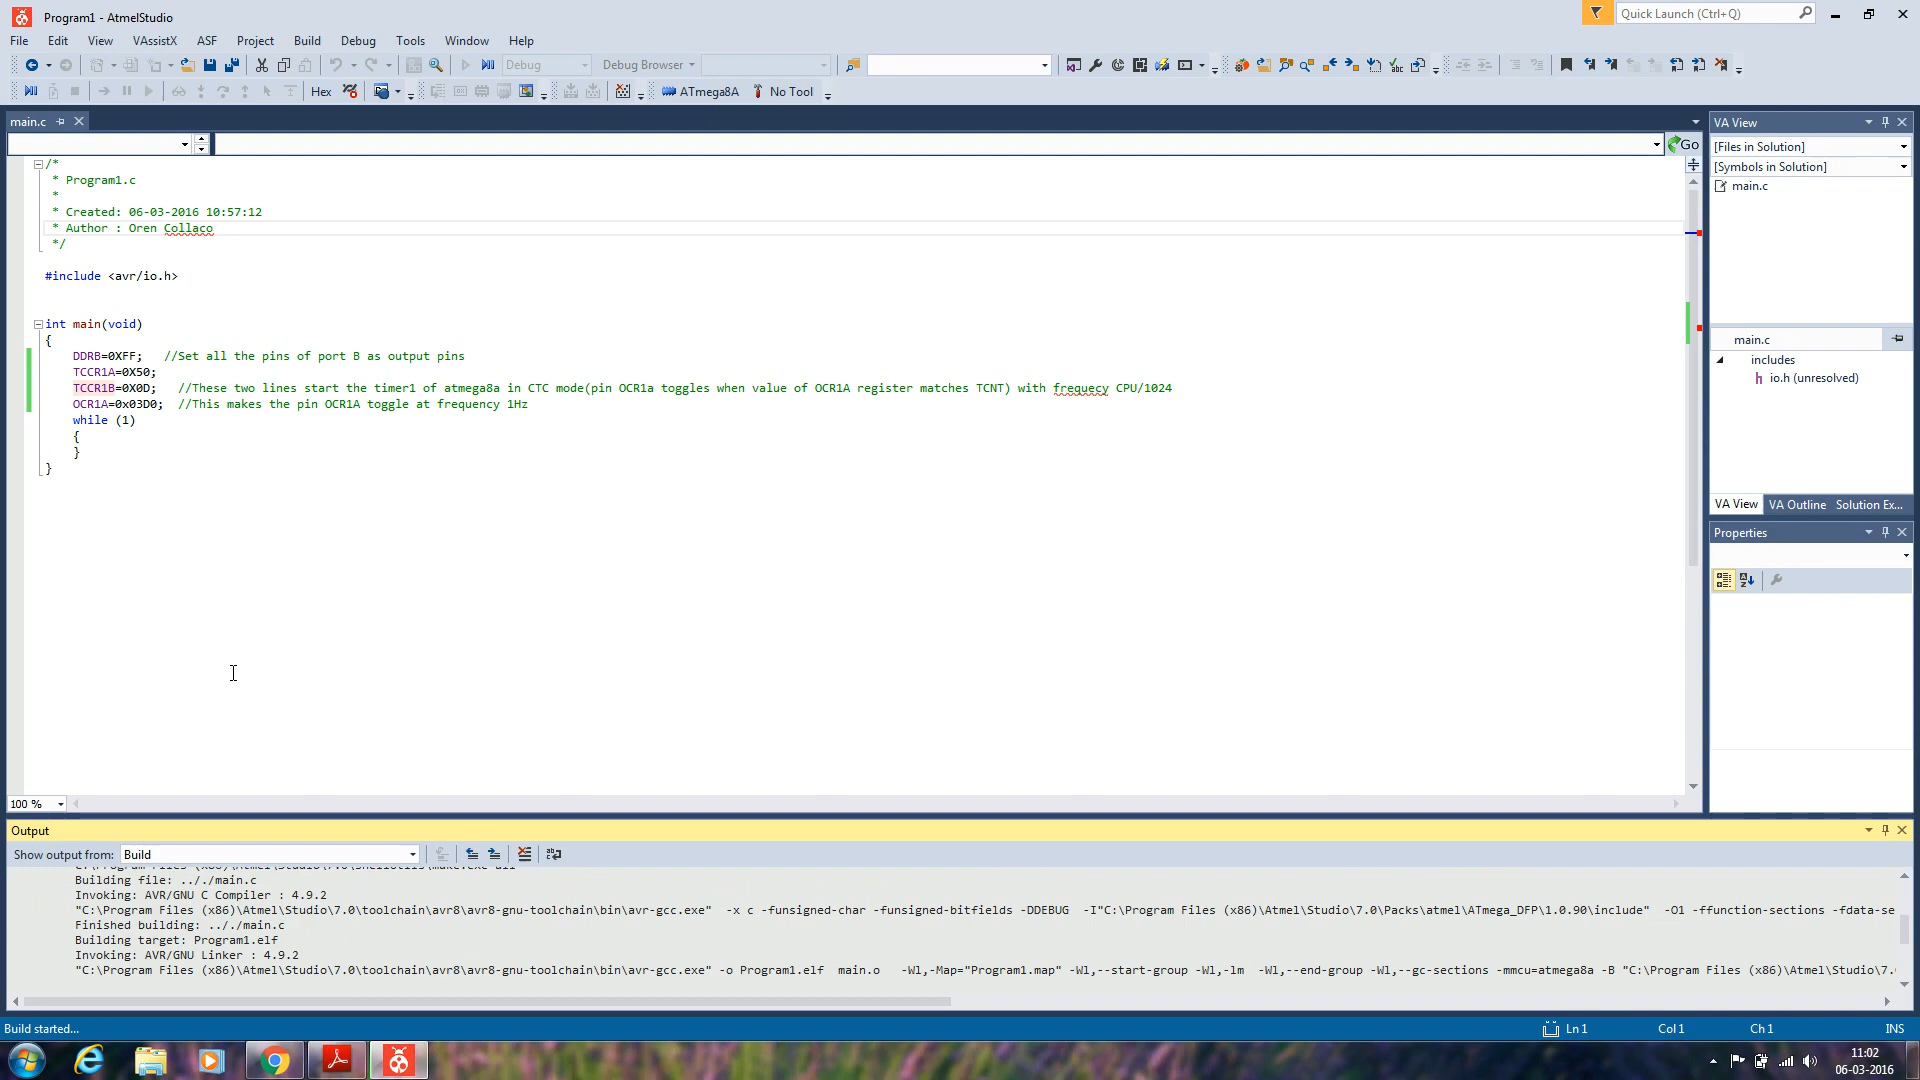 Program1 - AtmelStudio
Quick Launch (Ctrl+Q)
File Edit View VAssistX ASF Project Build Debug Tools Window Help
Debug Debug Browser
Hex ATmega8A No Tool
main.c
Go
/*
* Program1.c
*
* Created: 06-03-2016 10:57:12
* Author : Oren Collaco
*/
#include <avr/io.h>
int main(void)
{
DDRB=0XFF; //Set all the pins of port B as output pins
TCCR1A=0X50;
TCCR1B=0X0D; //These two lines start the timer1 of atmega8a in CTC mode(pin OCR1a toggles when value of OCR1A register matches TCNT) with frequecy CPU/1024
OCR1A=0x03D0; //This makes the pin OCR1A toggle at frequency 1Hz
while (1)
{
}
}
100 %
VA View
[Files in Solution]
[Symbols in Solution]
main.c
main.c
includes
io.h (unresolved)
VA View VA Outline Solution Ex...
Properties
Output
Show output from: Build
Building file: .././main.c
Invoking: AVR/GNU C Compiler : 4.9.2
"C:\Program Files (x86)\Atmel\Studio\7.0\toolchain\avr8\avr8-gnu-toolchain\bin\avr-gcc.exe" -x c -funsigned-char -funsigned-bitfields -DDEBUG -I"C:\Program Files (x86)\Atmel\Studio\7.0\Packs\atmel\ATmega_DFP\1.0.90\include" -O1 -ffunction-sections -fdata-se
Finished building: .././main.c
Building target: Program1.elf
Invoking: AVR/GNU Linker : 4.9.2
"C:\Program Files (x86)\Atmel\Studio\7.0\toolchain\avr8\avr8-gnu-toolchain\bin\avr-gcc.exe" -o Program1.elf main.o -Wl,-Map="Program1.map" -Wl,--start-group -Wl,-lm -Wl,--end-group -Wl,--gc-sections -mmcu=atmega8a -B "C:\Program Files (x86)\Atmel\Studio\7.
Build started... Ln 1 Col 1 Ch 1 INS
11:02
06-03-2016